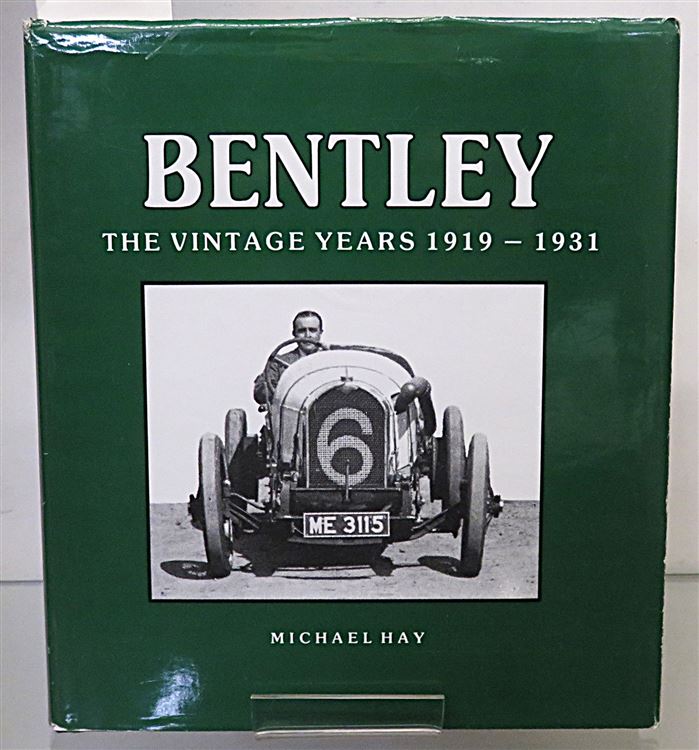 BENTLEY
THE VINTAGE YEARS 1919 – 1931
6
ME 3115
MICHAEL HAY